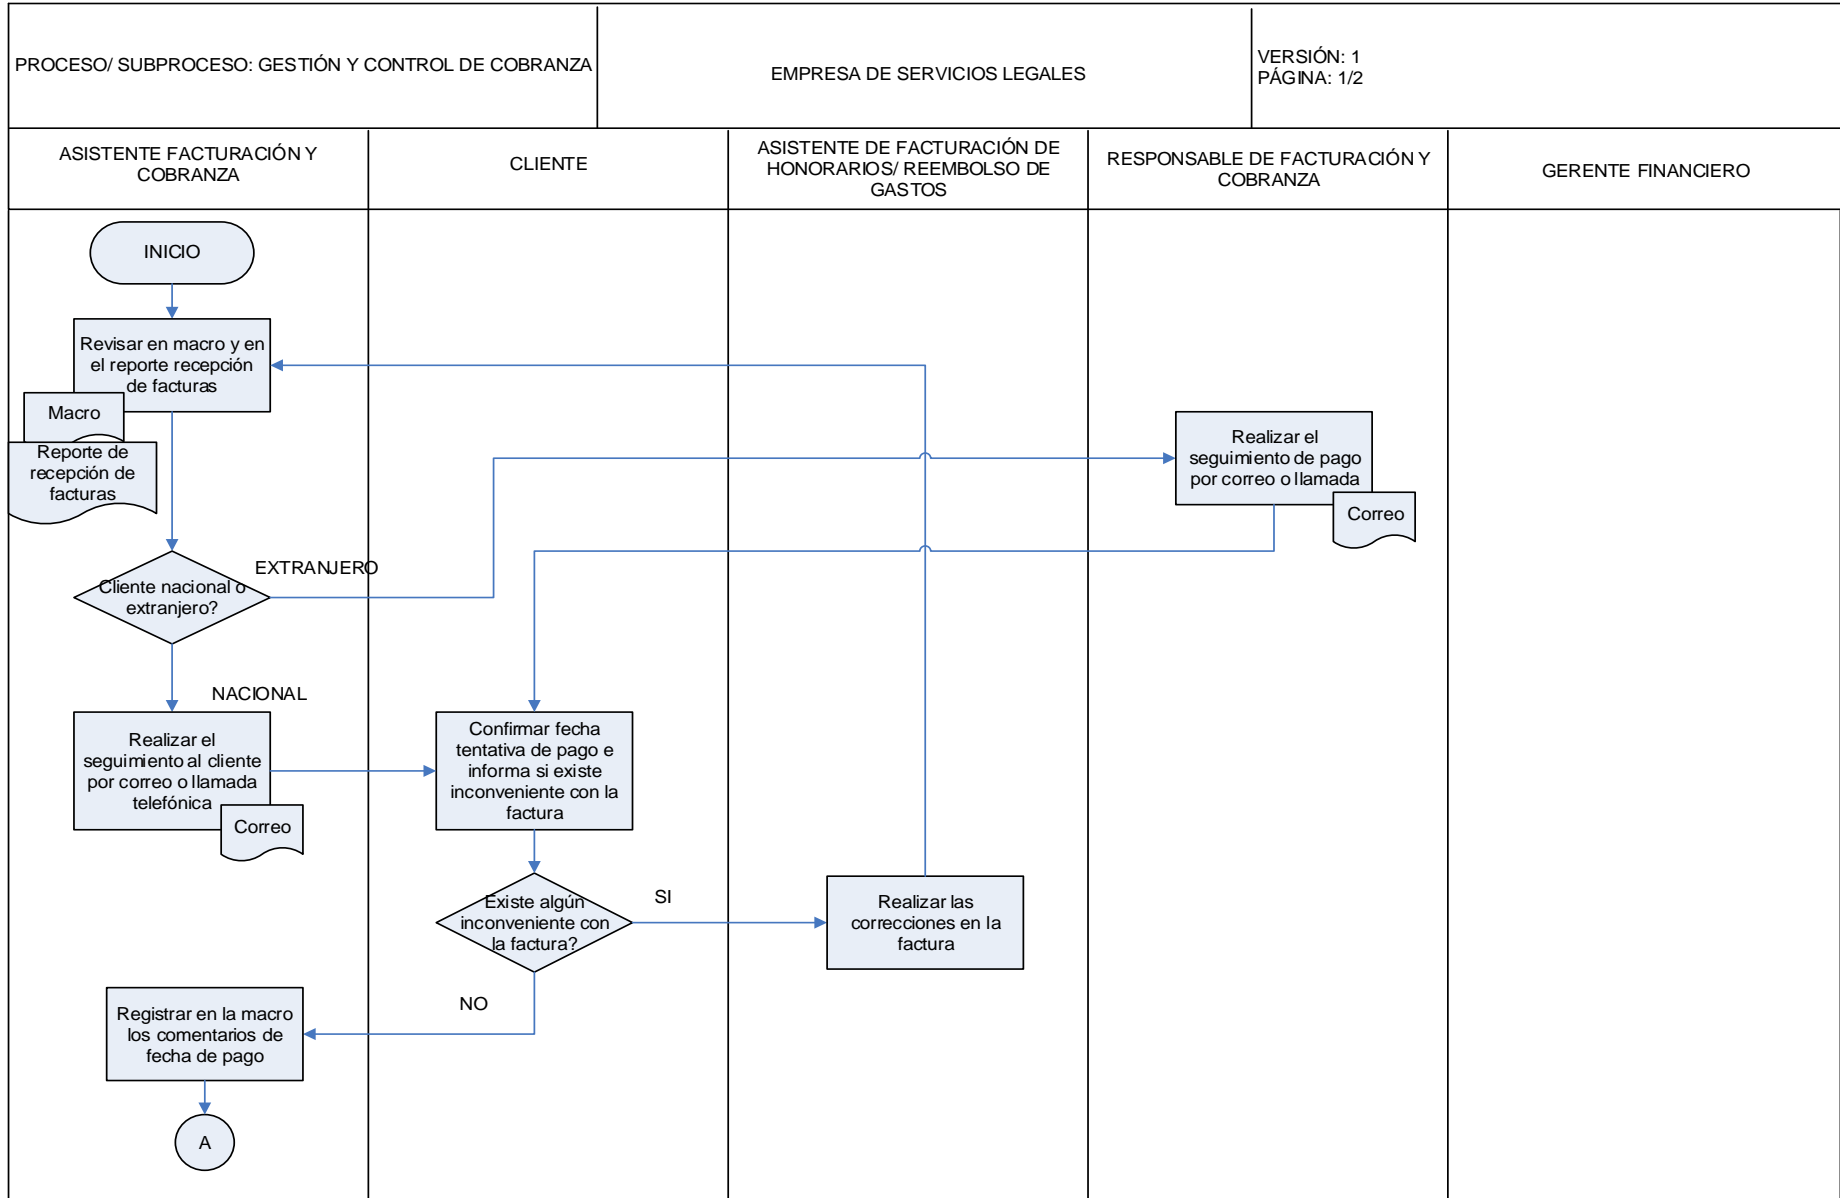 PROCESO/ SUBPROCESO: GESTIÓN Y CONTROL DE COBRANZA
EMPRESA DE SERVICIOS LEGALES
VERSIÓN: 1
PÁGINA: 1/2
ASISTENTE FACTURACIÓN Y
COBRANZA
CLIENTE
ASISTENTE DE FACTURACIÓN DE
HONORARIOS/ REEMBOLSO DE
GASTOS
RESPONSABLE DE FACTURACIÓN Y
COBRANZA
GERENTE FINANCIERO
INICIO
Revisar en macro y en
el reporte recepción
de facturas
Macro
Reporte de
recepción de
facturas
Realizar el
seguimiento de pago
por correo o llamada
Correo
EXTRANJERO
Cliente nacional o
extranjero?
NACIONAL
Realizar el
seguimiento al cliente
por correo o llamada
telefónica
Correo
Confirmar fecha
tentativa de pago e
informa si existe
inconveniente con la
factura
Existe algún
inconveniente con
la factura?
SI
Realizar las
correcciones en la
factura
NO
Registrar en la macro
los comentarios de
fecha de pago
A